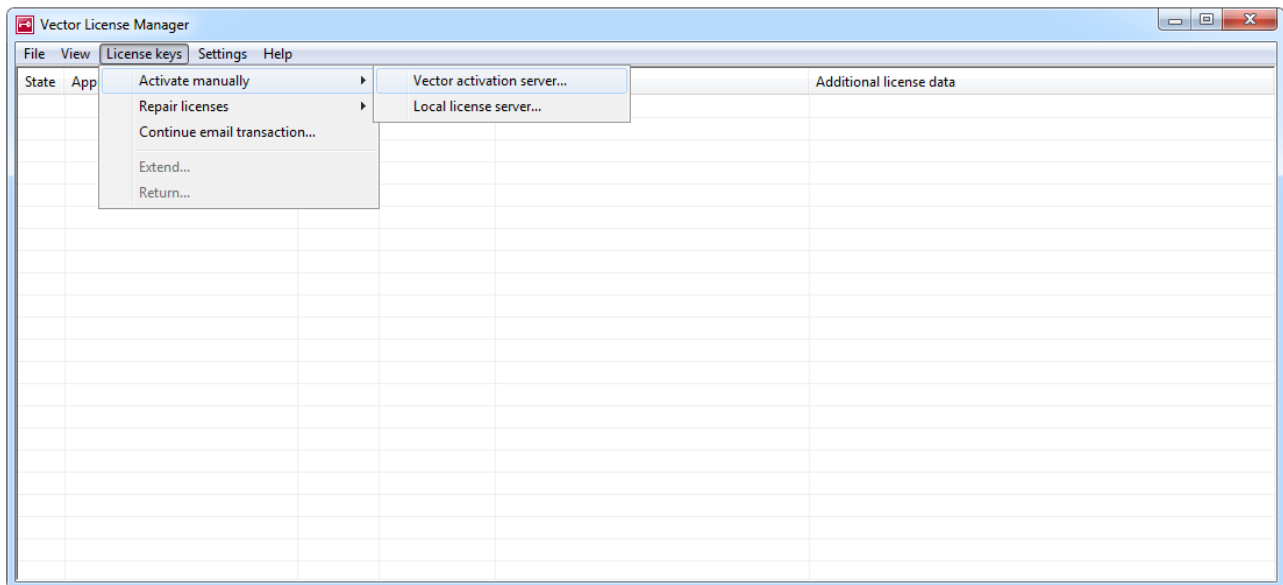 Vector License Manager
File View License keys Settings Help
State App Additional license data
Activate manually
Repair licenses
Continue email transaction...
Extend...
Return...
Vector activation server...
Local license server...